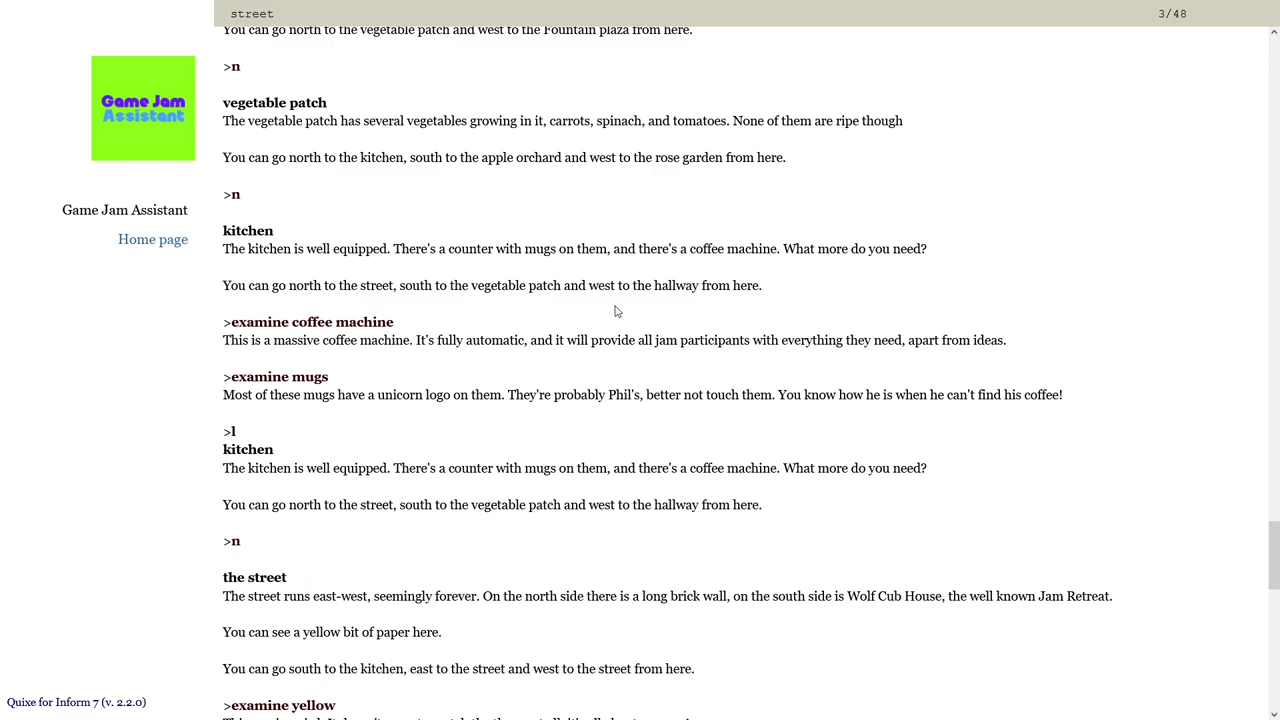 street 3/48
You can go north to the vegetable patch and west to the Fountain plaza from here.
>n
vegetable patch
The vegetable patch has several vegetables growing in it, carrots, spinach, and tomatoes. None of them are ripe though
You can go north to the kitchen, south to the apple orchard and west to the rose garden from here.
>n
kitchen
The kitchen is well equipped. There's a counter with mugs on them, and there's a coffee machine. What more do you need?
You can go north to the street, south to the vegetable patch and west to the hallway from here.
>examine coffee machine
This is a massive coffee machine. It's fully automatic, and it will provide all jam participants with everything they need, apart from ideas.
>examine mugs
Most of these mugs have a unicorn logo on them. They're probably Phil's, better not touch them. You know how he is when he can't find his coffee!
>l
kitchen
The kitchen is well equipped. There's a counter with mugs on them, and there's a coffee machine. What more do you need?
You can go north to the street, south to the vegetable patch and west to the hallway from here.
>n
the street
The street runs east-west, seemingly forever. On the north side there is a long brick wall, on the south side is Wolf Cub House, the well known Jam Retreat.
You can see a yellow bit of paper here.
You can go south to the kitchen, east to the street and west to the street from here.
>examine yellow
Game Jam
Assistant
Game Jam Assistant
Home page
Quixe for Inform 7 (v. 2.2.0)